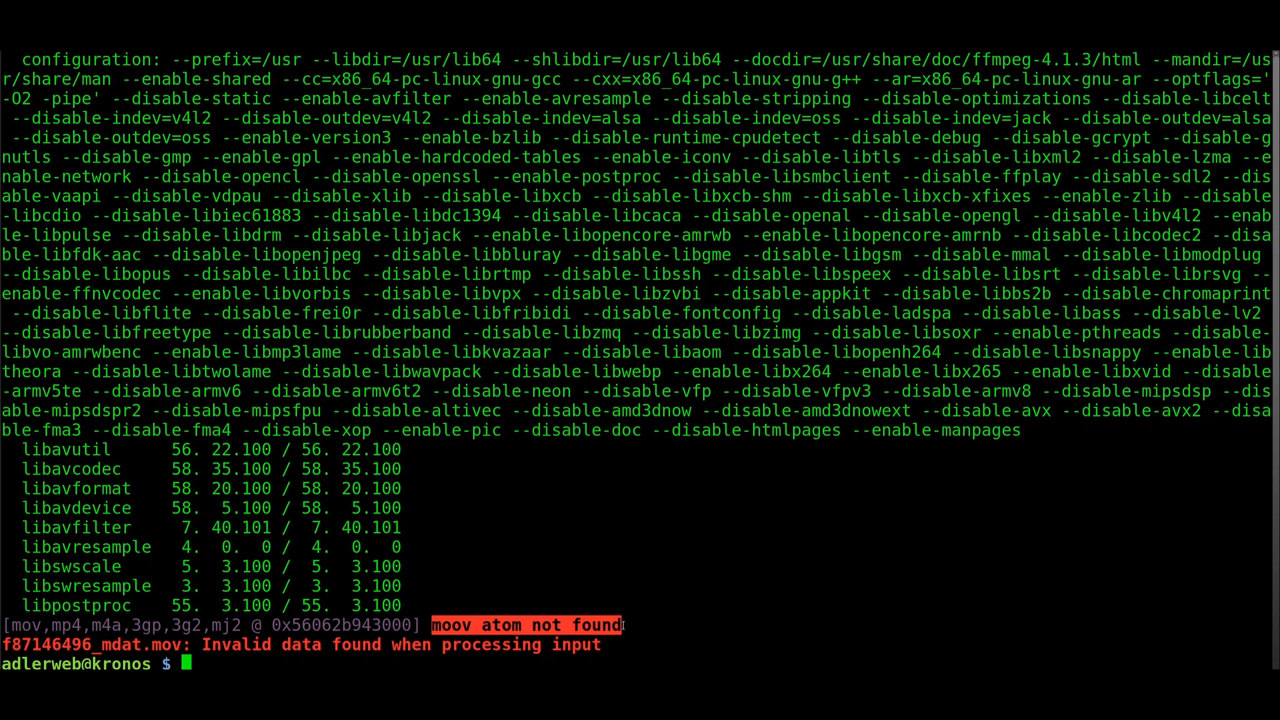 configuration: --prefix=/usr --libdir=/usr/lib64 --shlibdir=/usr/lib64 --docdir=/usr/share/doc/ffmpeg-4.1.3/html --mandir=/us
r/share/man --enable-shared --cc=x86_64-pc-linux-gnu-gcc --cxx=x86_64-pc-linux-gnu-g++ --ar=x86_64-pc-linux-gnu-ar --optflags='
-O2 -pipe' --disable-static --enable-avfilter --enable-avresample --disable-stripping --disable-optimizations --disable-libcelt
--disable-indev=v4l2 --disable-outdev=v4l2 --disable-indev=alsa --disable-indev=oss --disable-indev=jack --disable-outdev=alsa
--disable-outdev=oss --enable-version3 --enable-bzlib --disable-runtime-cpudetect --disable-debug --disable-gcrypt --disable-g
nutls --disable-gmp --enable-gpl --enable-hardcoded-tables --enable-iconv --disable-libtls --disable-libxml2 --disable-lzma --e
nable-network --disable-opencl --disable-openssl --enable-postproc --disable-libsmbclient --disable-ffplay --disable-sdl2 --dis
able-vaapi --disable-vdpau --disable-xlib --disable-libxcb --disable-libxcb-shm --disable-libxcb-xfixes --enable-zlib --disable
-libcdio --disable-libiec61883 --disable-libdc1394 --disable-libcaca --disable-openal --disable-opengl --disable-libv4l2 --enab
le-libpulse --disable-libdrm --disable-libjack --enable-libopencore-amrwb --enable-libopencore-amrnb --disable-libcodec2 --disa
ble-libfdk-aac --disable-libopenjpeg --disable-libbluray --disable-libgme --disable-libgsm --disable-mmal --disable-libmodplug
--disable-libopus --disable-libilbc --disable-librtmp --disable-libssh --disable-libspeex --disable-libsrt --disable-librsvg --
enable-ffnvcodec --enable-libvorbis --enable-libvpx --disable-libzvbi --disable-appkit --disable-libbs2b --disable-chromaprint
--disable-libflite --disable-frei0r --disable-libfribidi --disable-fontconfig --disable-ladspa --disable-libass --disable-lv2
--disable-libfreetype --disable-librubberband --disable-libzmq --disable-libzimg --disable-libsoxr --enable-pthreads --disable-
libvo-amrwbenc --enable-libmp3lame --disable-libkvazaar --disable-libaom --disable-libopenh264 --disable-libsnappy --enable-lib
theora --disable-libtwolame --disable-libwavpack --disable-libwebp --enable-libx264 --enable-libx265 --enable-libxvid --disable
-armv5te --disable-armv6 --disable-armv6t2 --disable-neon --disable-vfp --disable-vfpv3 --disable-armv8 --disable-mipsdsp --dis
able-mipsdspr2 --disable-mipsfpu --disable-altivec --disable-amd3dnow --disable-amd3dnowext --disable-avx --disable-avx2 --disa
ble-fma3 --disable-fma4 --disable-xop --enable-pic --disable-doc --disable-htmlpages --enable-manpages
libavutil 56. 22.100 / 56. 22.100
libavcodec 58. 35.100 / 58. 35.100
libavformat 58. 20.100 / 58. 20.100
libavdevice 58. 5.100 / 58. 5.100
libavfilter 7. 40.101 / 7. 40.101
libavresample 4. 0. 0 / 4. 0. 0
libswscale 5. 3.100 / 5. 3.100
libswresample 3. 3.100 / 3. 3.100
libpostproc 55. 3.100 / 55. 3.100
[mov,mp4,m4a,3gp,3g2,mj2 @ 0x56062b943000] moov atom not found
f87146496_mdat.mov: Invalid data found when processing input
adlerweb@kronos $